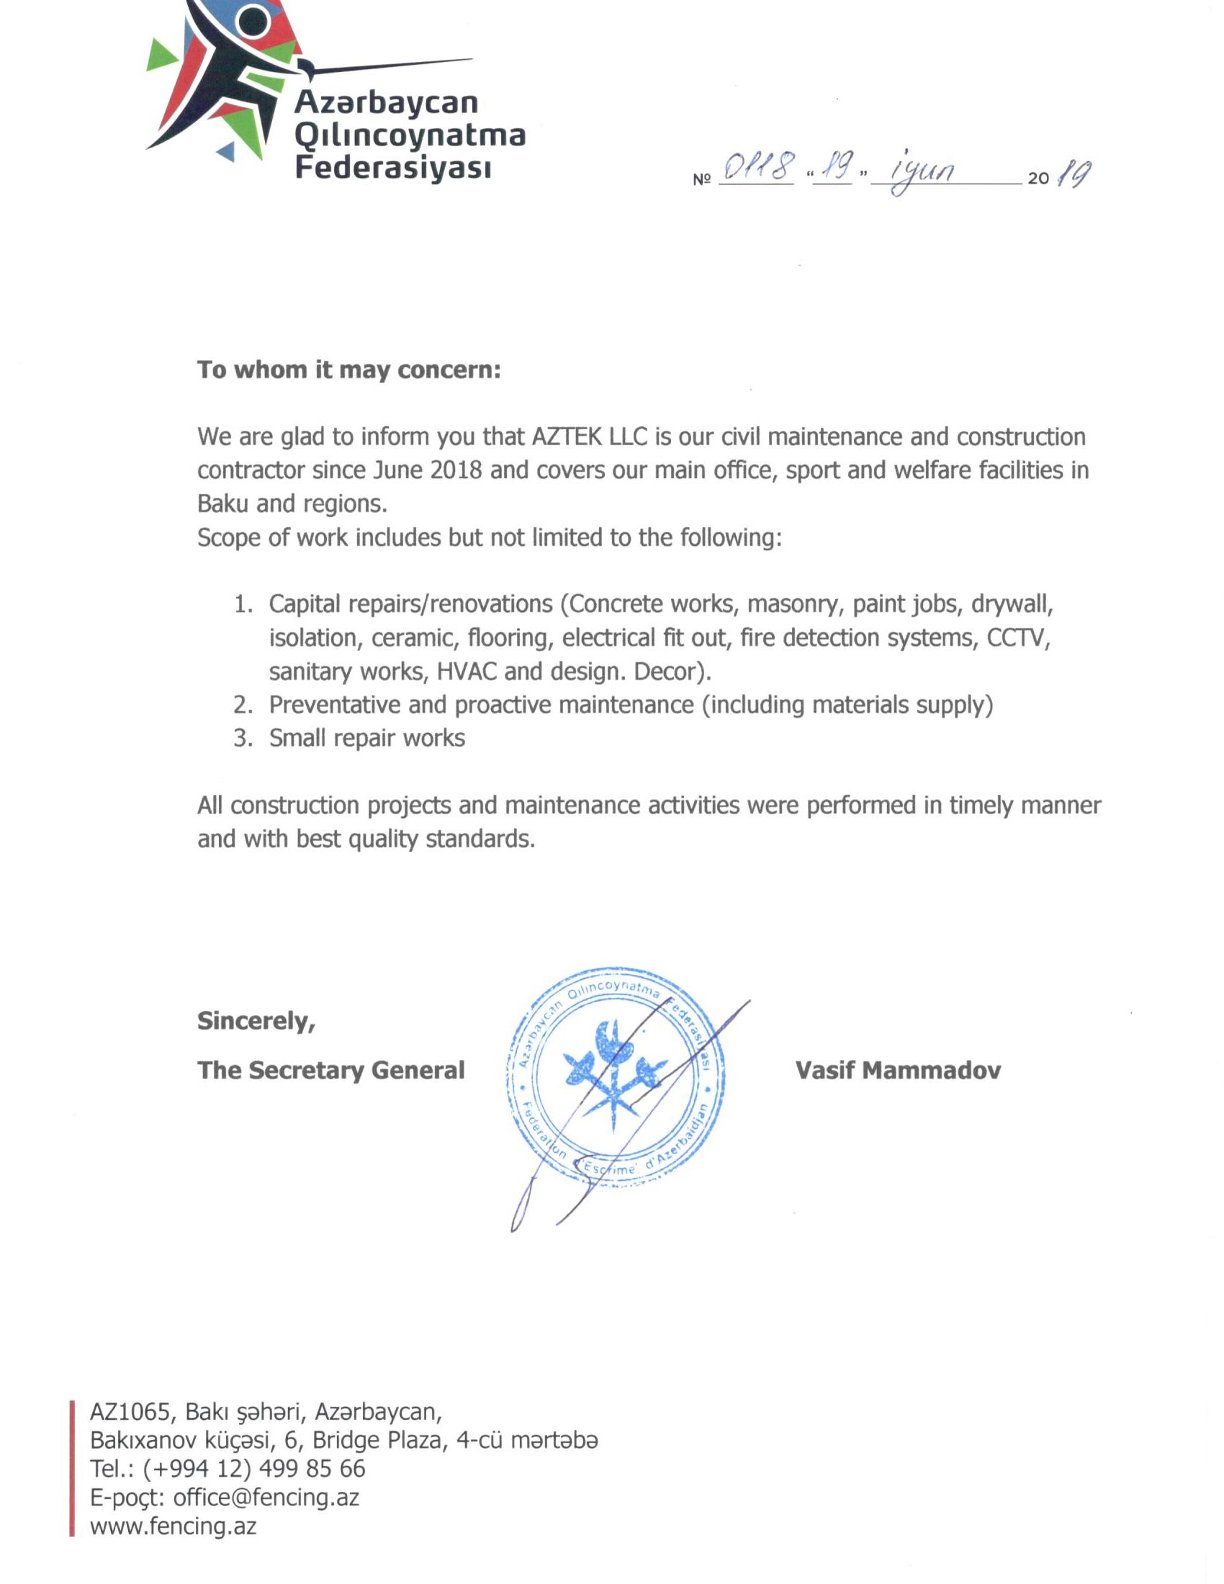 Azərbaycan
Qılıncoynatma
Federasiyası
№ 0118 "19" iyun 2019
To whom it may concern:
We are glad to inform you that AZTEK LLC is our civil maintenance and construction
contractor since June 2018 and covers our main office, sport and welfare facilities in
Baku and regions.
Scope of work includes but not limited to the following:
1. Capital repairs/renovations (Concrete works, masonry, paint jobs, drywall,
isolation, ceramic, flooring, electrical fit out, fire detection systems, CCTV,
sanitary works, HVAC and design. Decor).
2. Preventative and proactive maintenance (including materials supply)
3. Small repair works
All construction projects and maintenance activities were performed in timely manner
and with best quality standards.
Sincerely,
The Secretary General
Azərbaycan Qılıncoynatma Federasiyası
Federation d'Escrime d'Azerbaidjan
Vasif Mammadov
AZ1065, Bakı şəhəri, Azərbaycan,
Bakıxanov küçəsi, 6, Bridge Plaza, 4-cü mərtəbə
Tel.: (+994 12) 499 85 66
E-poçt: office@fencing.az
www.fencing.az